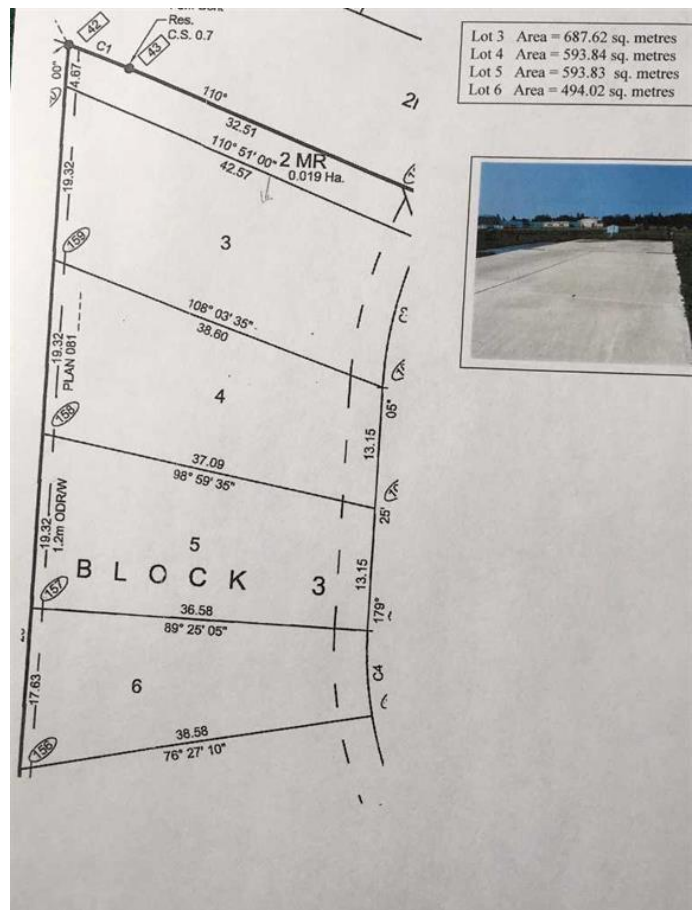 Res.
C.S. 0.7
Lot 3 Area = 687.62 sq. metres
Lot 4 Area = 593.84 sq. metres
Lot 5 Area = 593.83 sq. metres
Lot 6 Area = 494.02 sq. metres
42
C1
43
00"
4.67
110°
32.51
110° 51' 00"
42.57
2 MR
0.019 Ha.
19.32
159
3
108° 03' 35"
38.60
C2
19.32
PLAN 081
4
05"
158
13.15
37.09
98° 59' 35"
25'
19.32
1.2m ODR/W
5
BLOCK 3
13.15
157
36.58
89° 25' 05"
179°
17.63
6
C4
38.58
76° 27' 10"
156